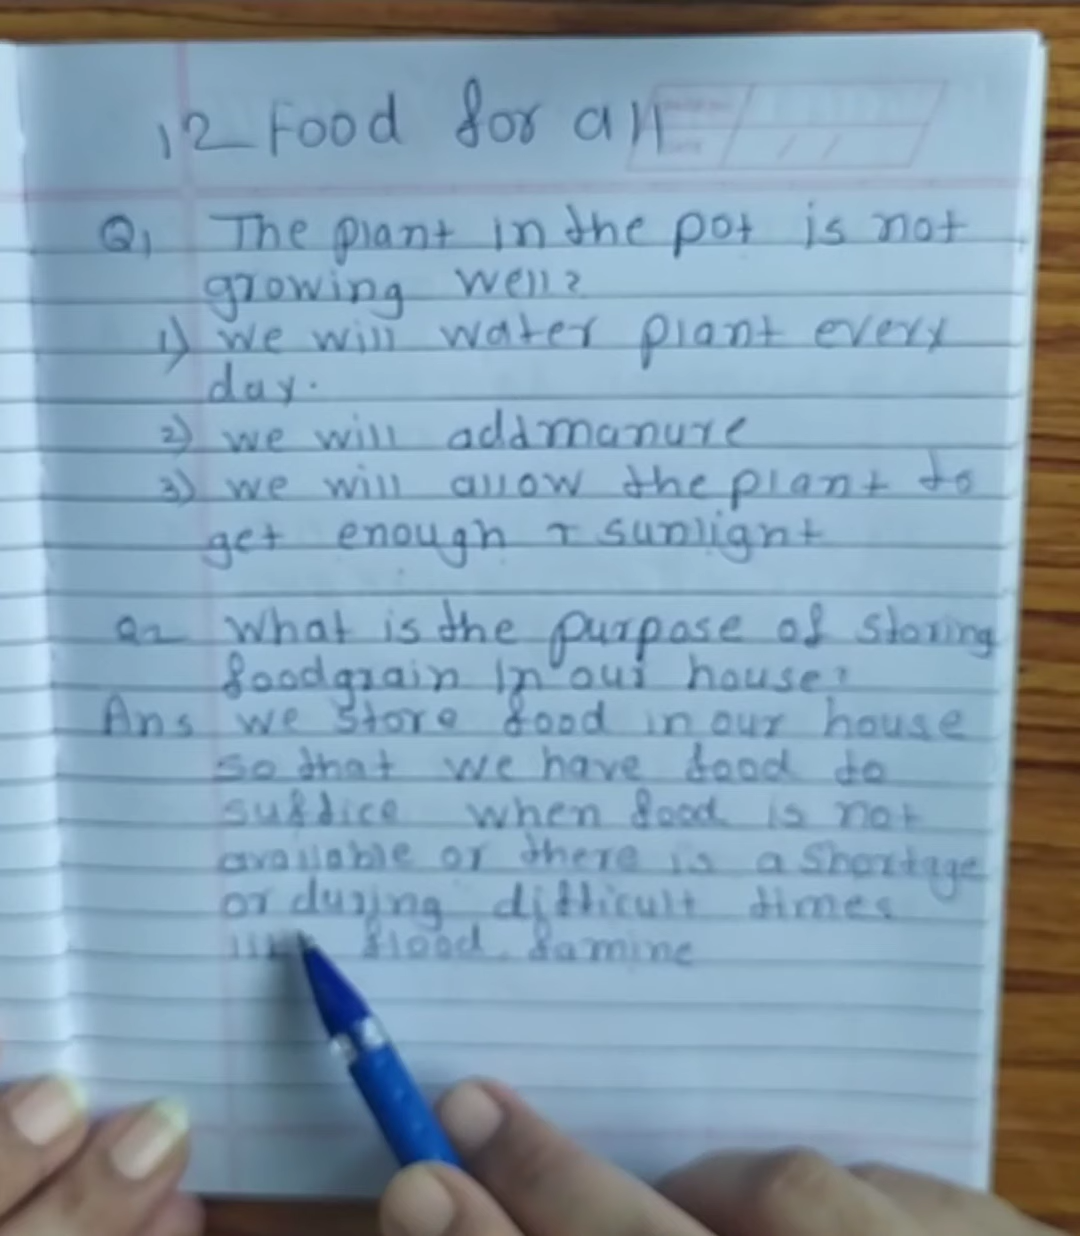 12 Food for all
Q1 The plant in the pot is not
growing well?
1) we will water plant every
day.
2) we will add manure
3) we will allow the plant to
get enough sunlignt
Q2 What is the purpose of storing
foodgrain in our house?
Ans we store food in our house
so that we have food to
suffice when food is not
available or there is a shortage
or during difficult times
flood, famine